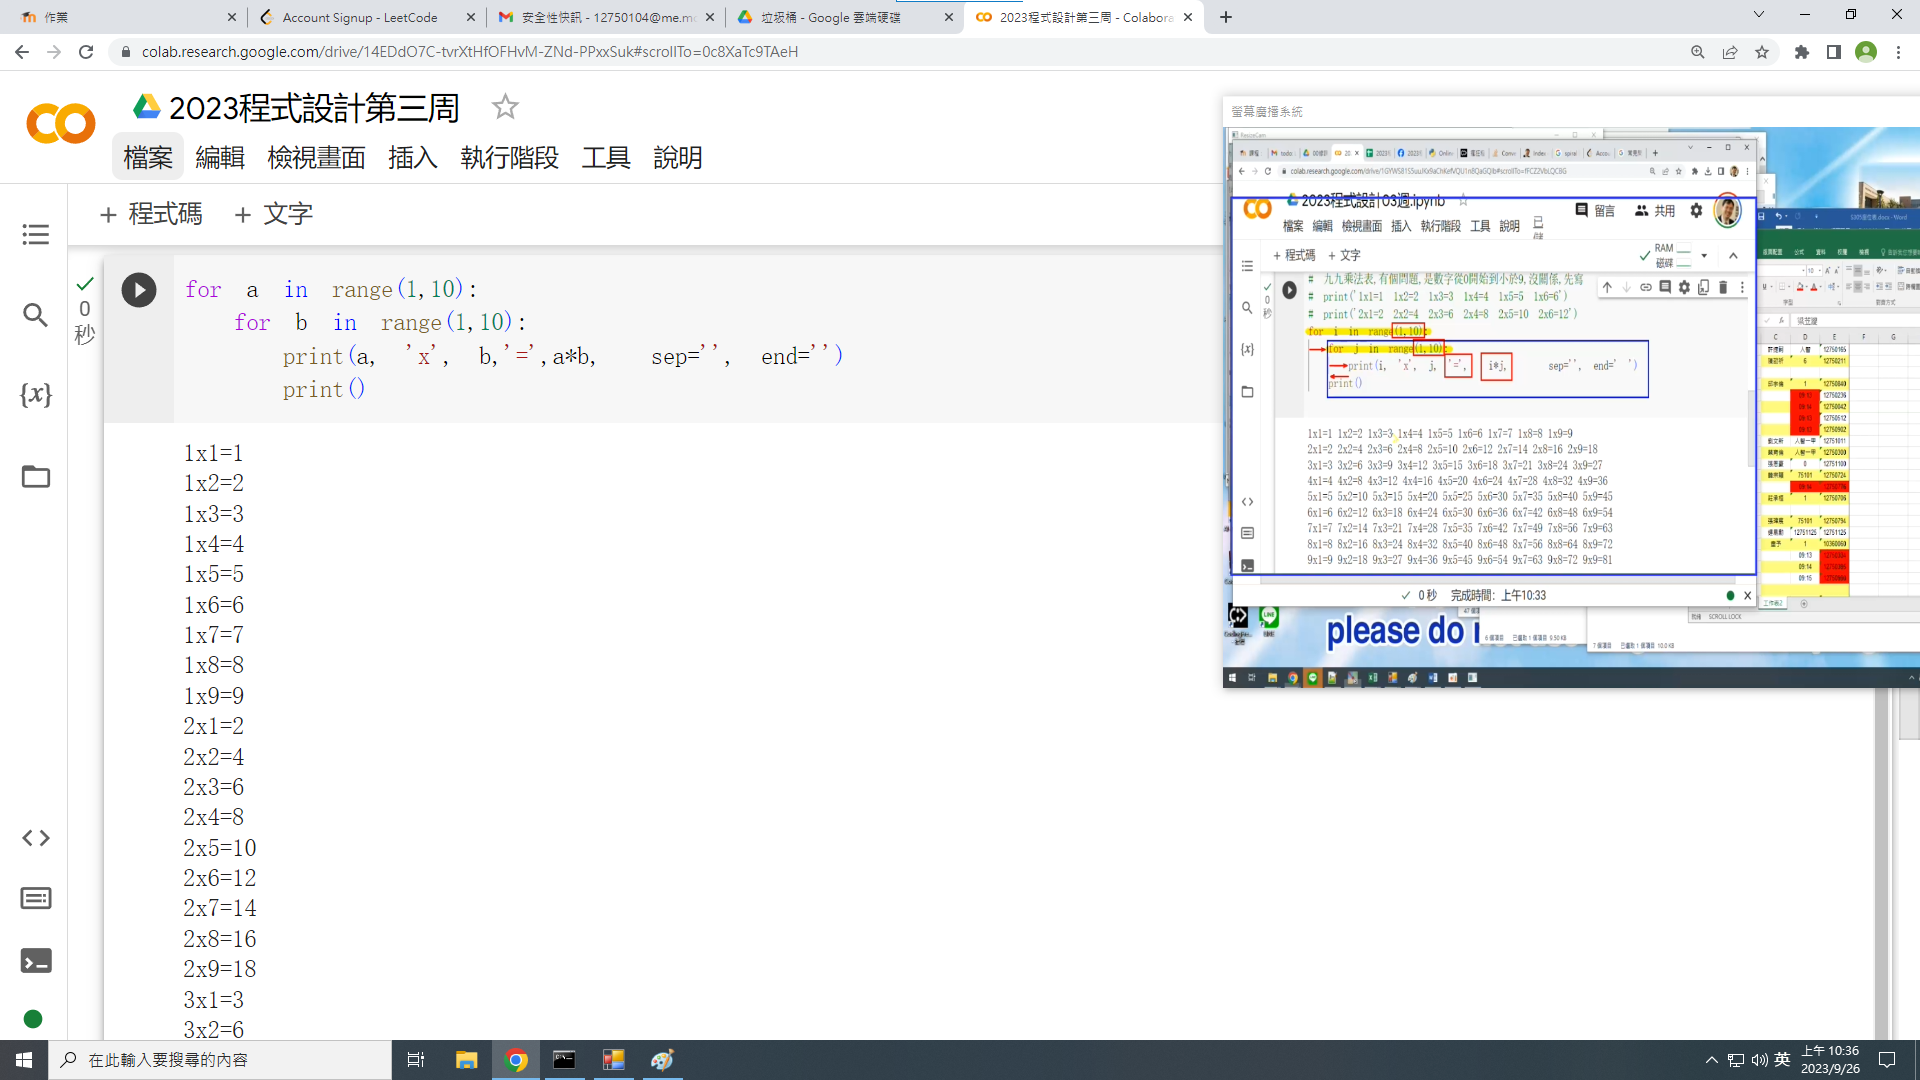 作業
Account Signup - LeetCode
安全性快訊 - 12750104@me.mc
垃圾桶 - Google 雲端硬碟
2023程式設計第三周 - Colabora
colab.research.google.com/drive/14EDdO7C-tvrXtHfOFHvM-ZNd-PPxxSuk#scrollTo=0c8XaTc9TAeH
2023程式設計第三周
檔案 編輯 檢視畫面 插入 執行階段 工具 說明
+ 程式碼 + 文字
0
秒
for a in range(1,10):
for b in range(1,10):
print(a, 'x', b,'=',a*b, sep='', end='')
print()
1x1=1
1x2=2
1x3=3
1x4=4
1x5=5
1x6=6
1x7=7
1x8=8
1x9=9
2x1=2
2x2=4
2x3=6
2x4=8
2x5=10
2x6=12
2x7=14
2x8=16
2x9=18
3x1=3
3x2=6
螢幕廣播系統
2023程式設計03週.ipynb
留言 共用
檔案 編輯 檢視畫面 插入 執行階段 工具 說明
+ 程式碼 + 文字
RAM
磁碟
# 九九乘法表,有個問題,是數字從0開始到小於9,沒關係,先寫
# print('1x1=1 1x2=2 1x3=3 1x4=4 1x5=5 1x6=6')
# print('2x1=2 2x2=4 2x3=6 2x4=8 2x5=10 2x6=12')
for i in range(1,10):
for j in range(1,10):
print(i, 'x', j, '=', i*j, sep='', end=' ')
print()
1x1=1 1x2=2 1x3=3 1x4=4 1x5=5 1x6=6 1x7=7 1x8=8 1x9=9
2x1=2 2x2=4 2x3=6 2x4=8 2x5=10 2x6=12 2x7=14 2x8=16 2x9=18
3x1=3 3x2=6 3x3=9 3x4=12 3x5=15 3x6=18 3x7=21 3x8=24 3x9=27
4x1=4 4x2=8 4x3=12 4x4=16 4x5=20 4x6=24 4x7=28 4x8=32 4x9=36
5x1=5 5x2=10 5x3=15 5x4=20 5x5=25 5x6=30 5x7=35 5x8=40 5x9=45
6x1=6 6x2=12 6x3=18 6x4=24 6x5=30 6x6=36 6x7=42 6x8=48 6x9=54
7x1=7 7x2=14 7x3=21 7x4=28 7x5=35 7x6=42 7x7=49 7x8=56 7x9=63
8x1=8 8x2=16 8x3=24 8x4=32 8x5=40 8x6=48 8x7=56 8x8=64 8x9=72
9x1=9 9x2=18 9x3=27 9x4=36 9x5=45 9x6=54 9x7=63 9x8=72 9x9=81
0 秒 完成時間: 上午10:33
please do
SCROLL LOCK
在此輸入要搜尋的內容
英
上午 10:36
2023/9/26